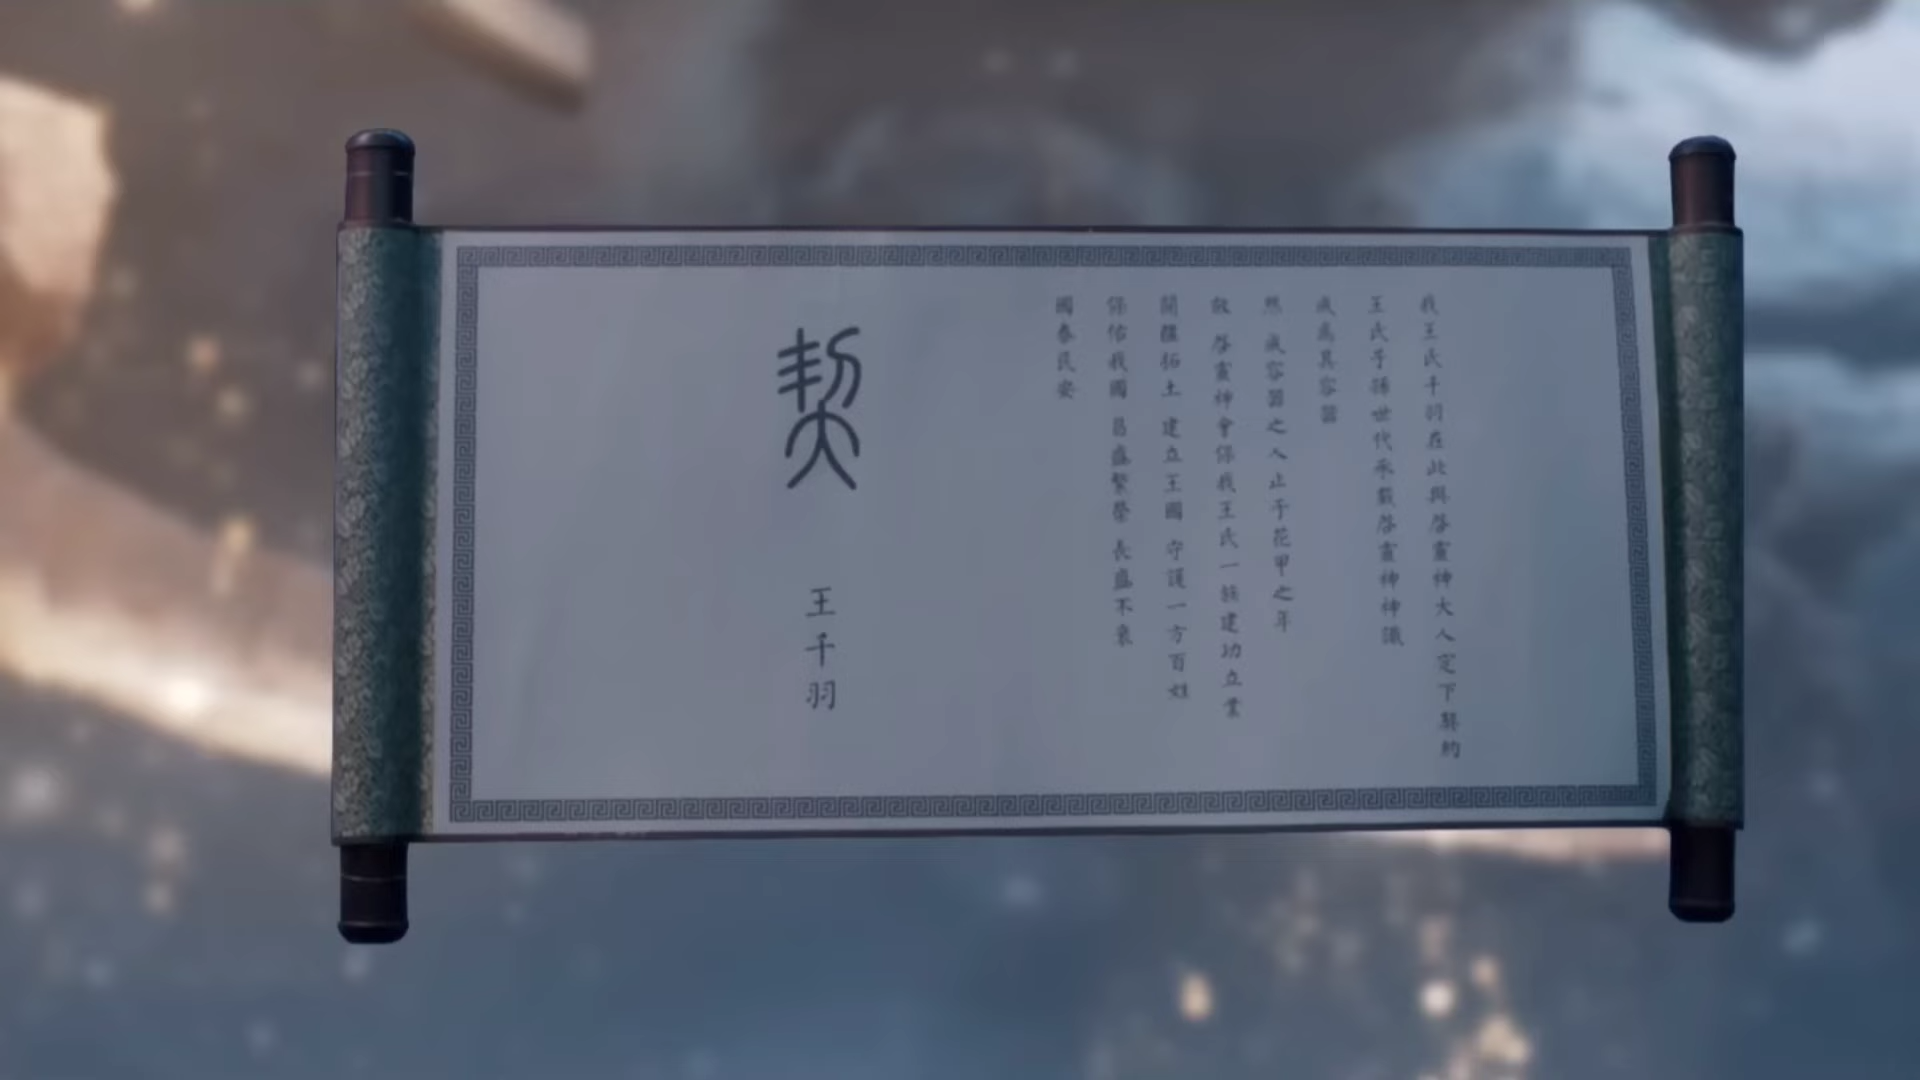 我王氏千羽在此與啓靈神大人定下契約
王氏子孫世代承載啓靈神神識
成爲其容器
然 成容器之人止于花甲之年
故 啓靈神會保我王氏一族建功立業
開疆拓土 建立王國 守護一方百姓
保佑我國 昌盛繁榮 長盛不衰
國泰民安
契
王千羽